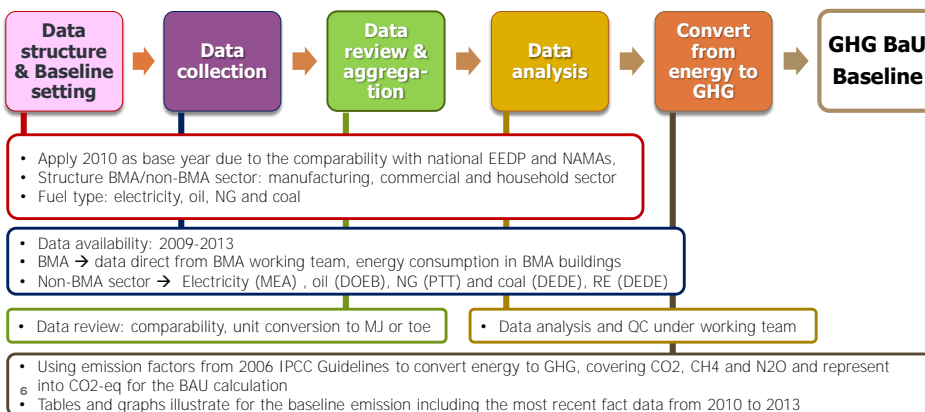 Data
structure
& Baseline
setting
Data
collection
Data
review &
aggrega-
tion
Data
analysis
Convert
from
energy to
GHG
GHG BaU
Baseline
• Apply 2010 as base year due to the comparability with national EEDP and NAMAs,
• Structure BMA/non-BMA sector: manufacturing, commercial and household sector
• Fuel type: electricity, oil, NG and coal
• Data availability: 2009-2013
• BMA → data direct from BMA working team, energy consumption in BMA buildings
• Non-BMA sector → Electricity (MEA) , oil (DOEB), NG (PTT) and coal (DEDE), RE (DEDE)
• Data review: comparability, unit conversion to MJ or toe
• Data analysis and QC under working team
• Using emission factors from 2006 IPCC Guidelines to convert energy to GHG, covering CO2, CH4 and N2O and represent
into CO2-eq for the BAU calculation
6
• Tables and graphs illustrate for the baseline emission including the most recent fact data from 2010 to 2013